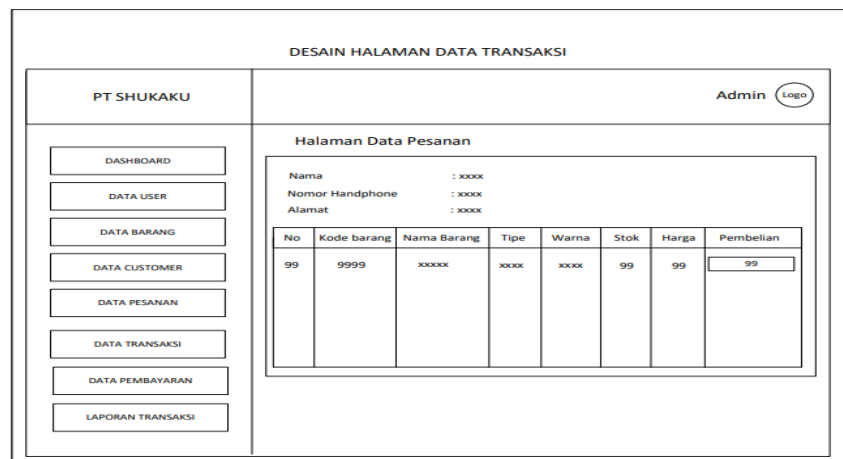 DESAIN HALAMAN DATA TRANSAKSI
PT SHUKAKU
Admin Logo
DASHBOARD
DATA USER
DATA BARANG
DATA CUSTOMER
DATA PESANAN
DATA TRANSAKSI
DATA PEMBAYARAN
LAPORAN TRANSAKSI
Halaman Data Pesanan
Nama : xxxx
Nomor Handphone : xxxx
Alamat : xxxx
No Kode barang Nama Barang Tipe Warna Stok Harga Pembelian
99 9999 xxxxx xxxx xxxx 99 99 99